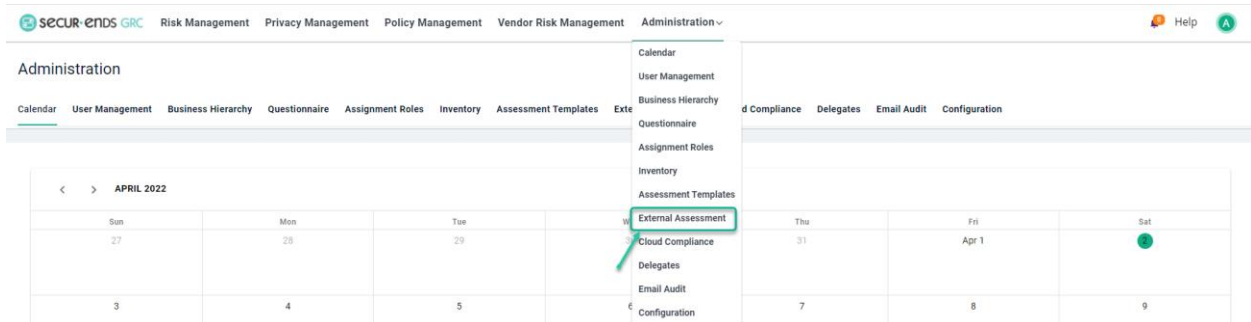 SECUR·ENDS GRC Risk Management Privacy Management Policy Management Vendor Risk Management Administration Help A
Calendar
Administration
User Management
Business Hierarchy
Calendar User Management Business Hierarchy Questionnaire Assignment Roles Inventory Assessment Templates Exte d Compliance Delegates Email Audit Configuration
Questionnaire
Assignment Roles
Inventory
< > APRIL 2022
Assessment Templates
External Assessment
Sun Mon Tue W Thu Fri Sat
27 28 29 3 31 Apr 1 2
Cloud Compliance
Delegates
Email Audit
3 4 5 6 7 8 9
Configuration